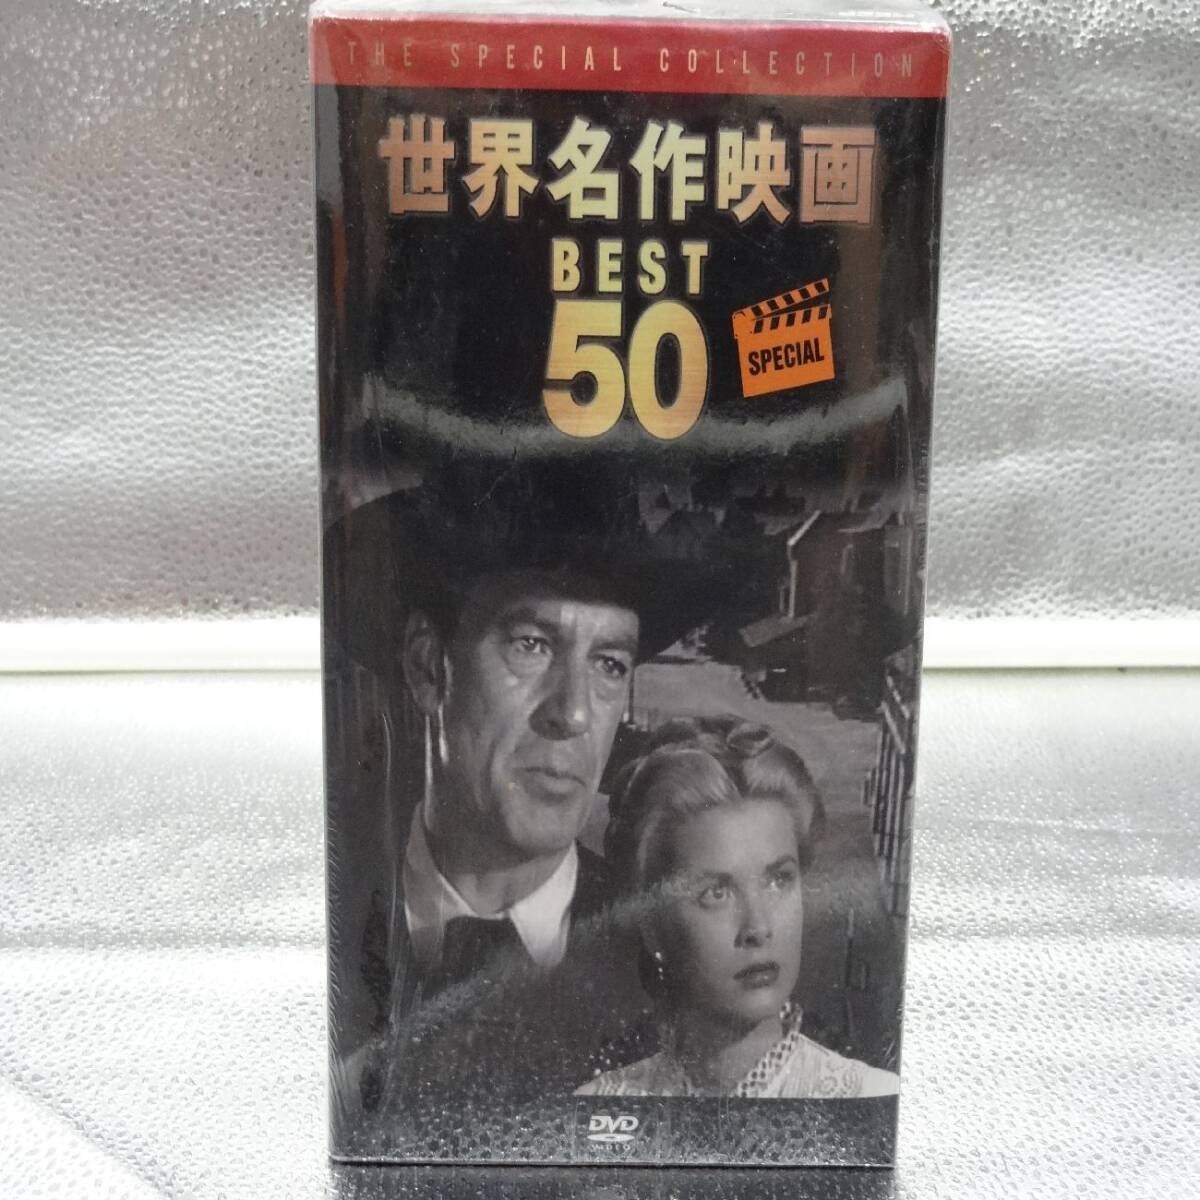 THE SPECIAL COLLECTION
世界名作映画
BEST
50
SPECIAL
DVD
VIDEO